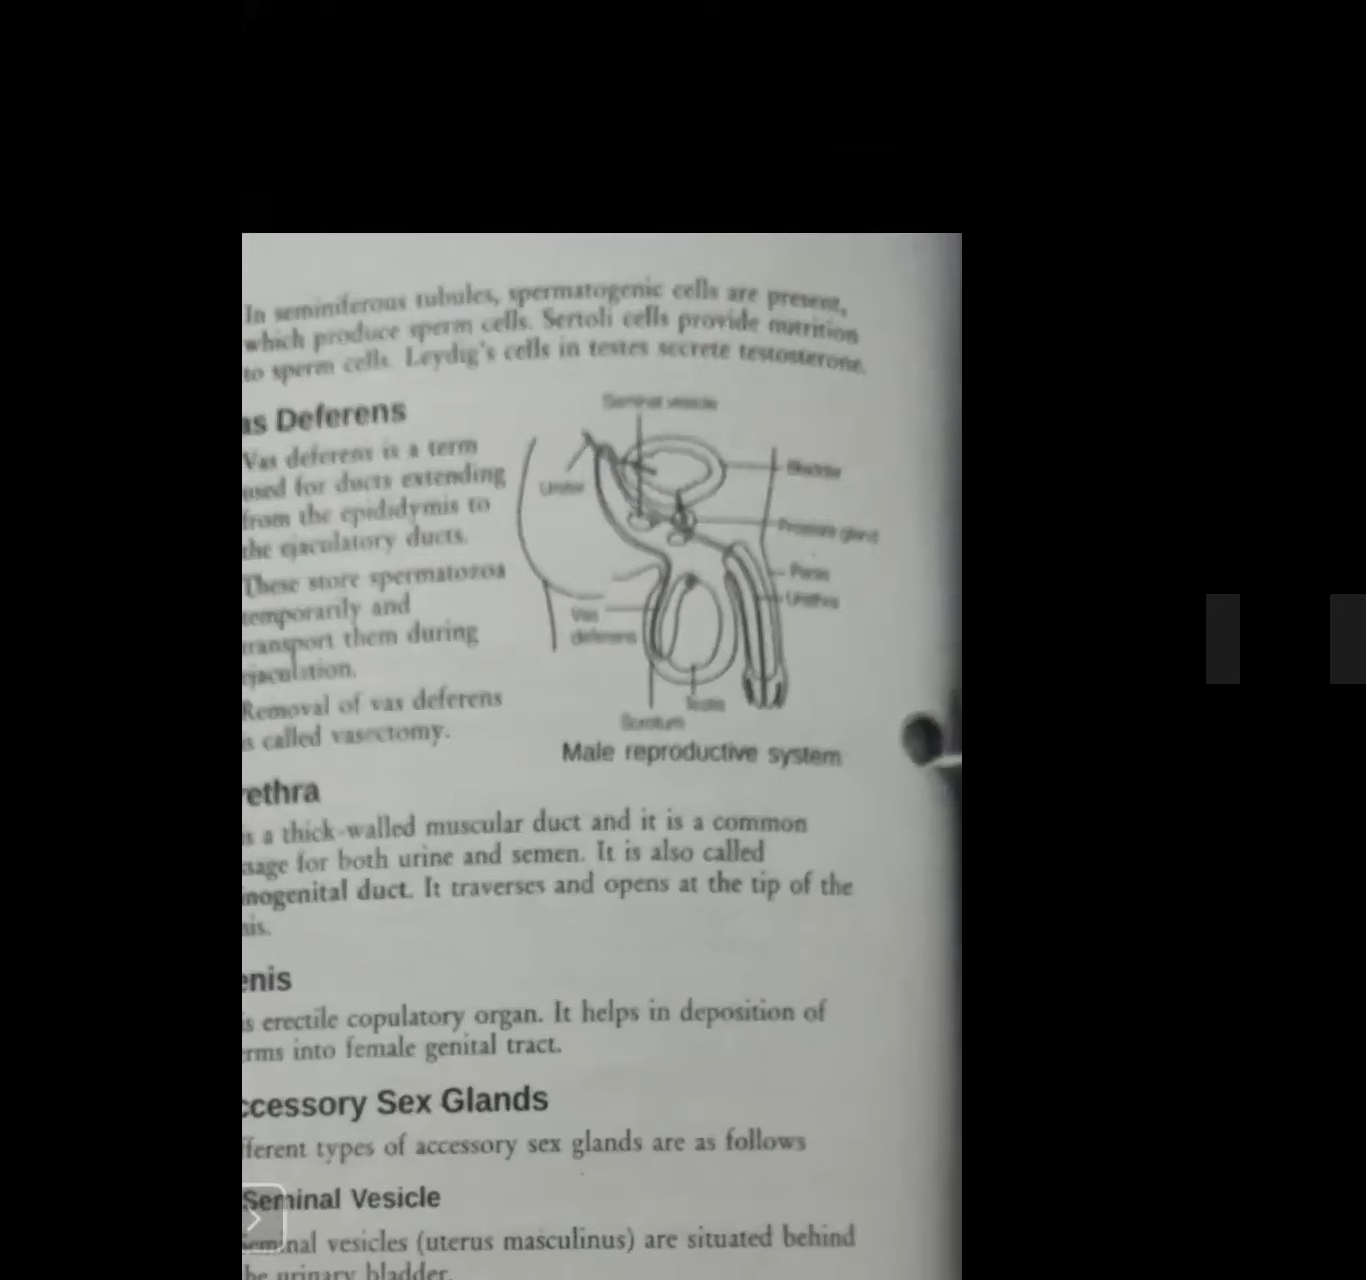 In seminiferous tubules, spermatogenic cells are present,
which produce sperm cells. Sertoli cells provide nutrition
to sperm cells. Leydig's cells in testes secrete testosterone.
as Deferens
Vas deferens is a term
used for ducts extending
from the epididymis to
the ejaculatory ducts.
These store spermatozoa
temporarily and
transport them during
ejaculation.
Removal of vas deferens
is called vasectomy.
Seminal vesicle
Ureter
Bladder
Prostate gland
Penis
Urethra
Vas
deferens
Testis
Scrotum
Male reproductive system
ethra
is a thick-walled muscular duct and it is a common
sage for both urine and semen. It is also called
nogenital duct. It traverses and opens at the tip of the
nis.
enis
is erectile copulatory organ. It helps in deposition of
rms into female genital tract.
ccessory Sex Glands
fferent types of accessory sex glands are as follows
Seminal Vesicle
Seminal vesicles (uterus masculinus) are situated behind
he urinary bladder.